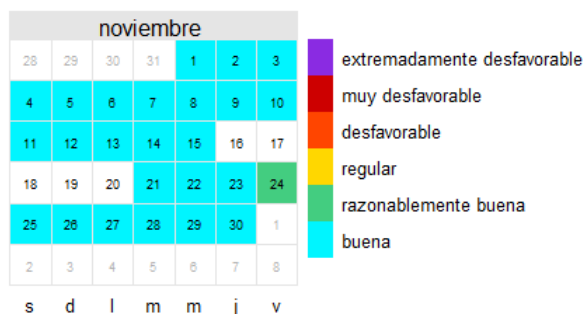 noviembre
28 29 30 31 1 2 3
4 5 6 7 8 9 10
11 12 13 14 15 16 17
18 19 20 21 22 23 24
25 26 27 28 29 30 1
2 3 4 5 6 7 8
s d l m m j v
extremadamente desfavorable
muy desfavorable
desfavorable
regular
razonablemente buena
buena